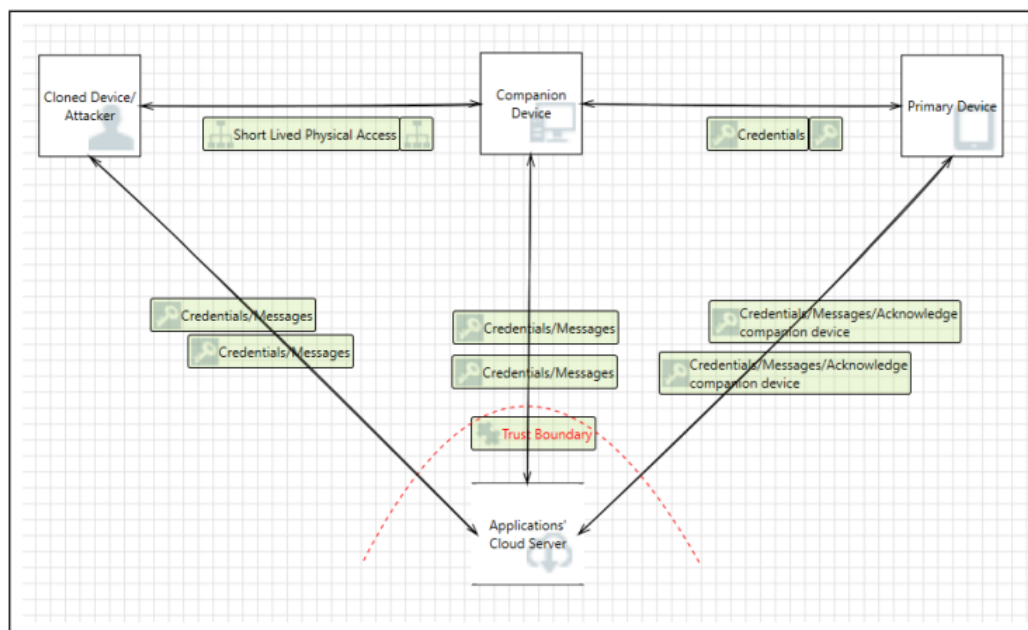 Cloned Device/
Attacker
Companion
Device
Primary Device
Short Lived Physical Access
Credentials
Credentials/Messages
Credentials/Messages
Credentials/Messages
Credentials/Messages
Credentials/Messages/Acknowledge
companion device
Credentials/Messages/Acknowledge
companion device
Trust Boundary
Applications'
Cloud Server